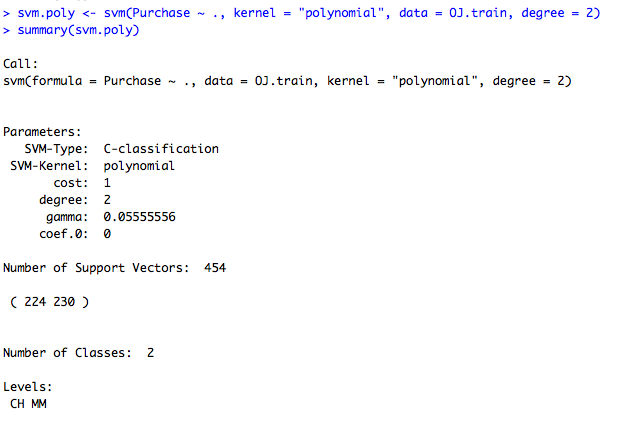 > svm.poly <- svm(Purchase ~ ., kernel = "polynomial", data = OJ.train, degree = 2)
> summary(svm.poly)
Call:
svm(formula = Purchase ~ ., data = OJ.train, kernel = "polynomial", degree = 2)
Parameters:
SVM-Type: C-classification
SVM-Kernel: polynomial
cost: 1
degree: 2
gamma: 0.05555556
coef.0: 0
Number of Support Vectors: 454
( 224 230 )
Number of Classes: 2
Levels:
CH MM